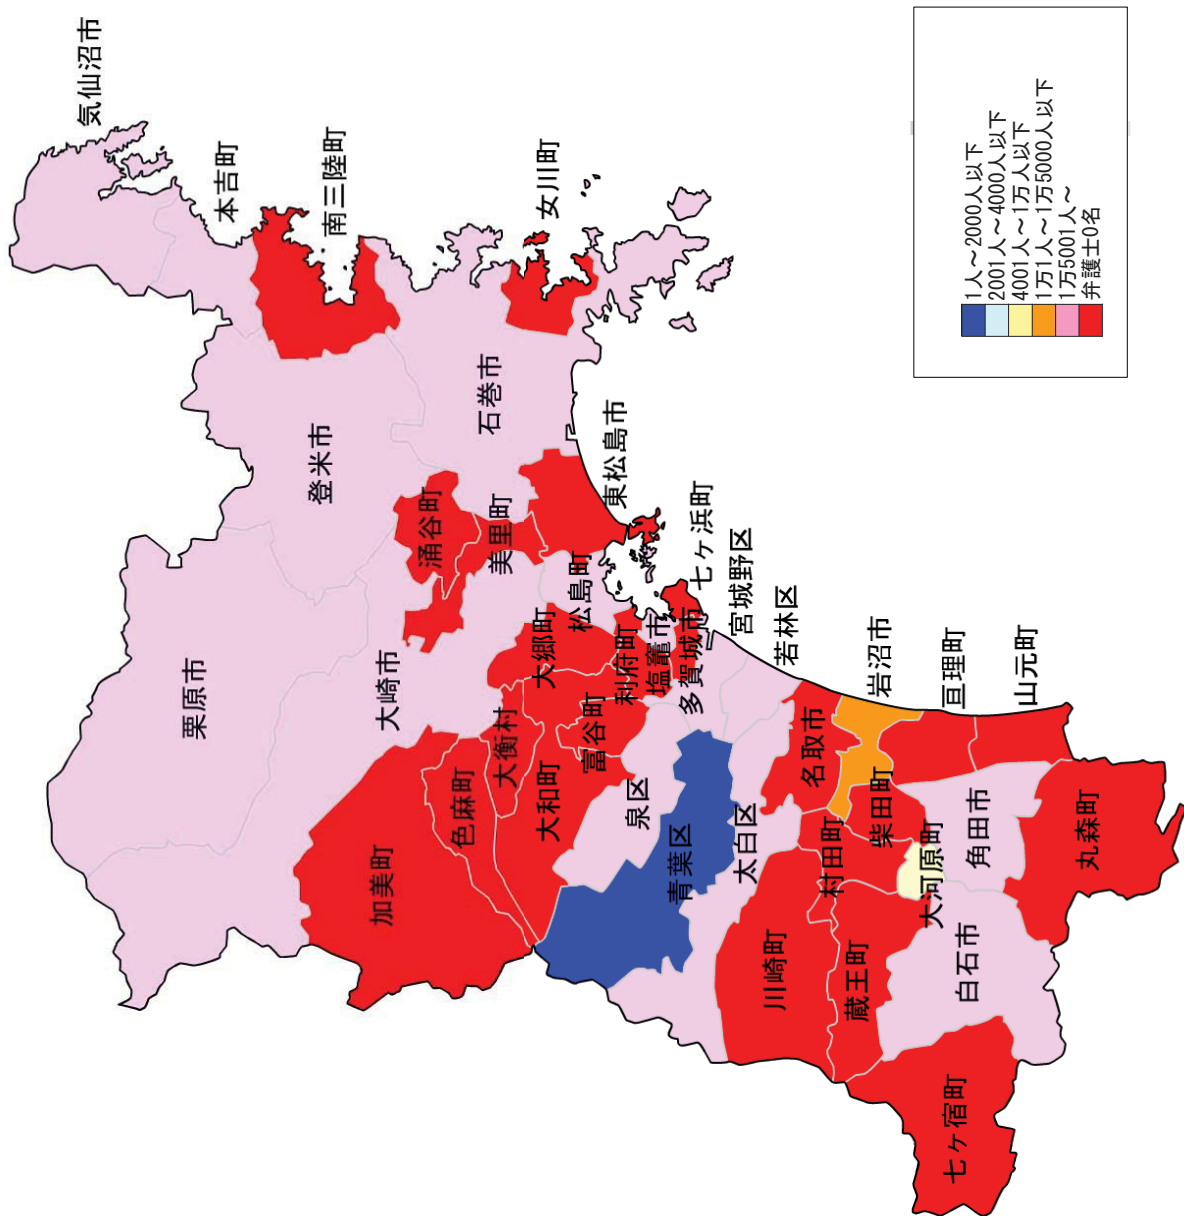 気仙沼市
本吉町
南三陸町
女川町
石巻市
登米市
栗原市
大崎市
涌谷町
美里町
東松島市
松島町
七ヶ浜町
大郷町
利府町
塩竈市
多賀城市
宮城野区
若林区
大衡村
富谷町
色麻町
大和町
加美町
泉区
青葉区
太白区
名取市
岩沼市
亘理町
山元町
柴田町
村田町
大河原町
角田市
丸森町
川崎町
蔵王町
白石市
七ヶ宿町
1人～2000人以下
2001人～4000人以下
4001人～1万人以下
1万1人～1万5000人以下
1万5001人～
弁護士0名